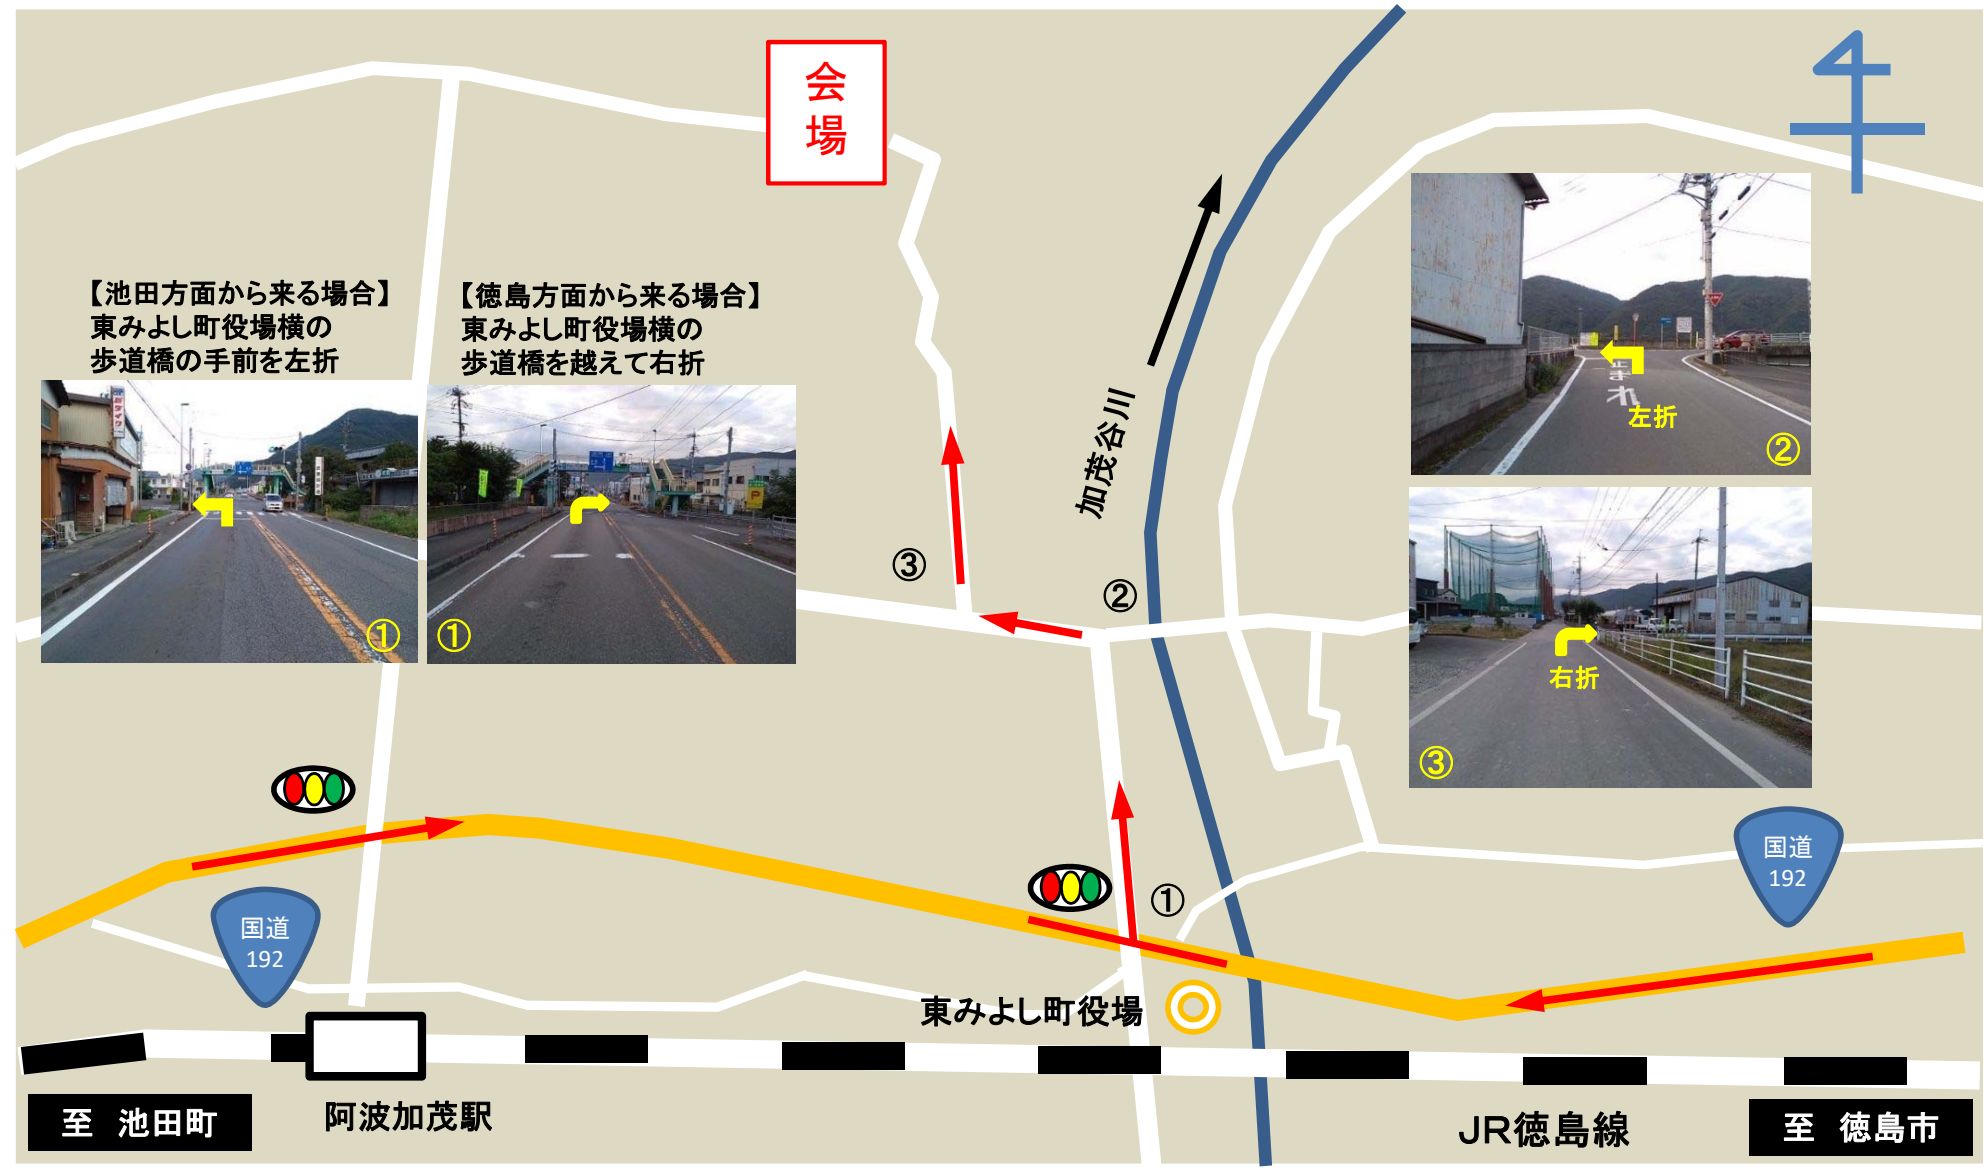 会
場
【池田方面から来る場合】
東みよし町役場横の
歩道橋の手前を左折
①
【徳島方面から来る場合】
東みよし町役場横の
歩道橋を越えて右折
①
加茂谷川
左折
②
右折
③
③
②
①
国道
192
国道
192
東みよし町役場
阿波加茂駅
JR徳島線
至 池田町
至 徳島市